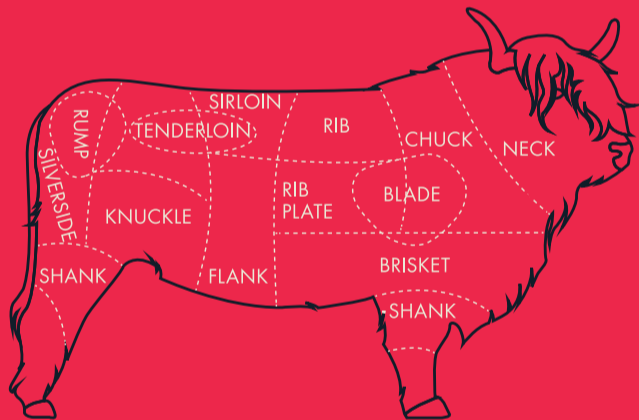 SIRLOIN
RUMP
TENDERLOIN
RIB
CHUCK
NECK
SILVERSIDE
KNUCKLE
RIB
PLATE
BLADE
SHANK
FLANK
BRISKET
SHANK